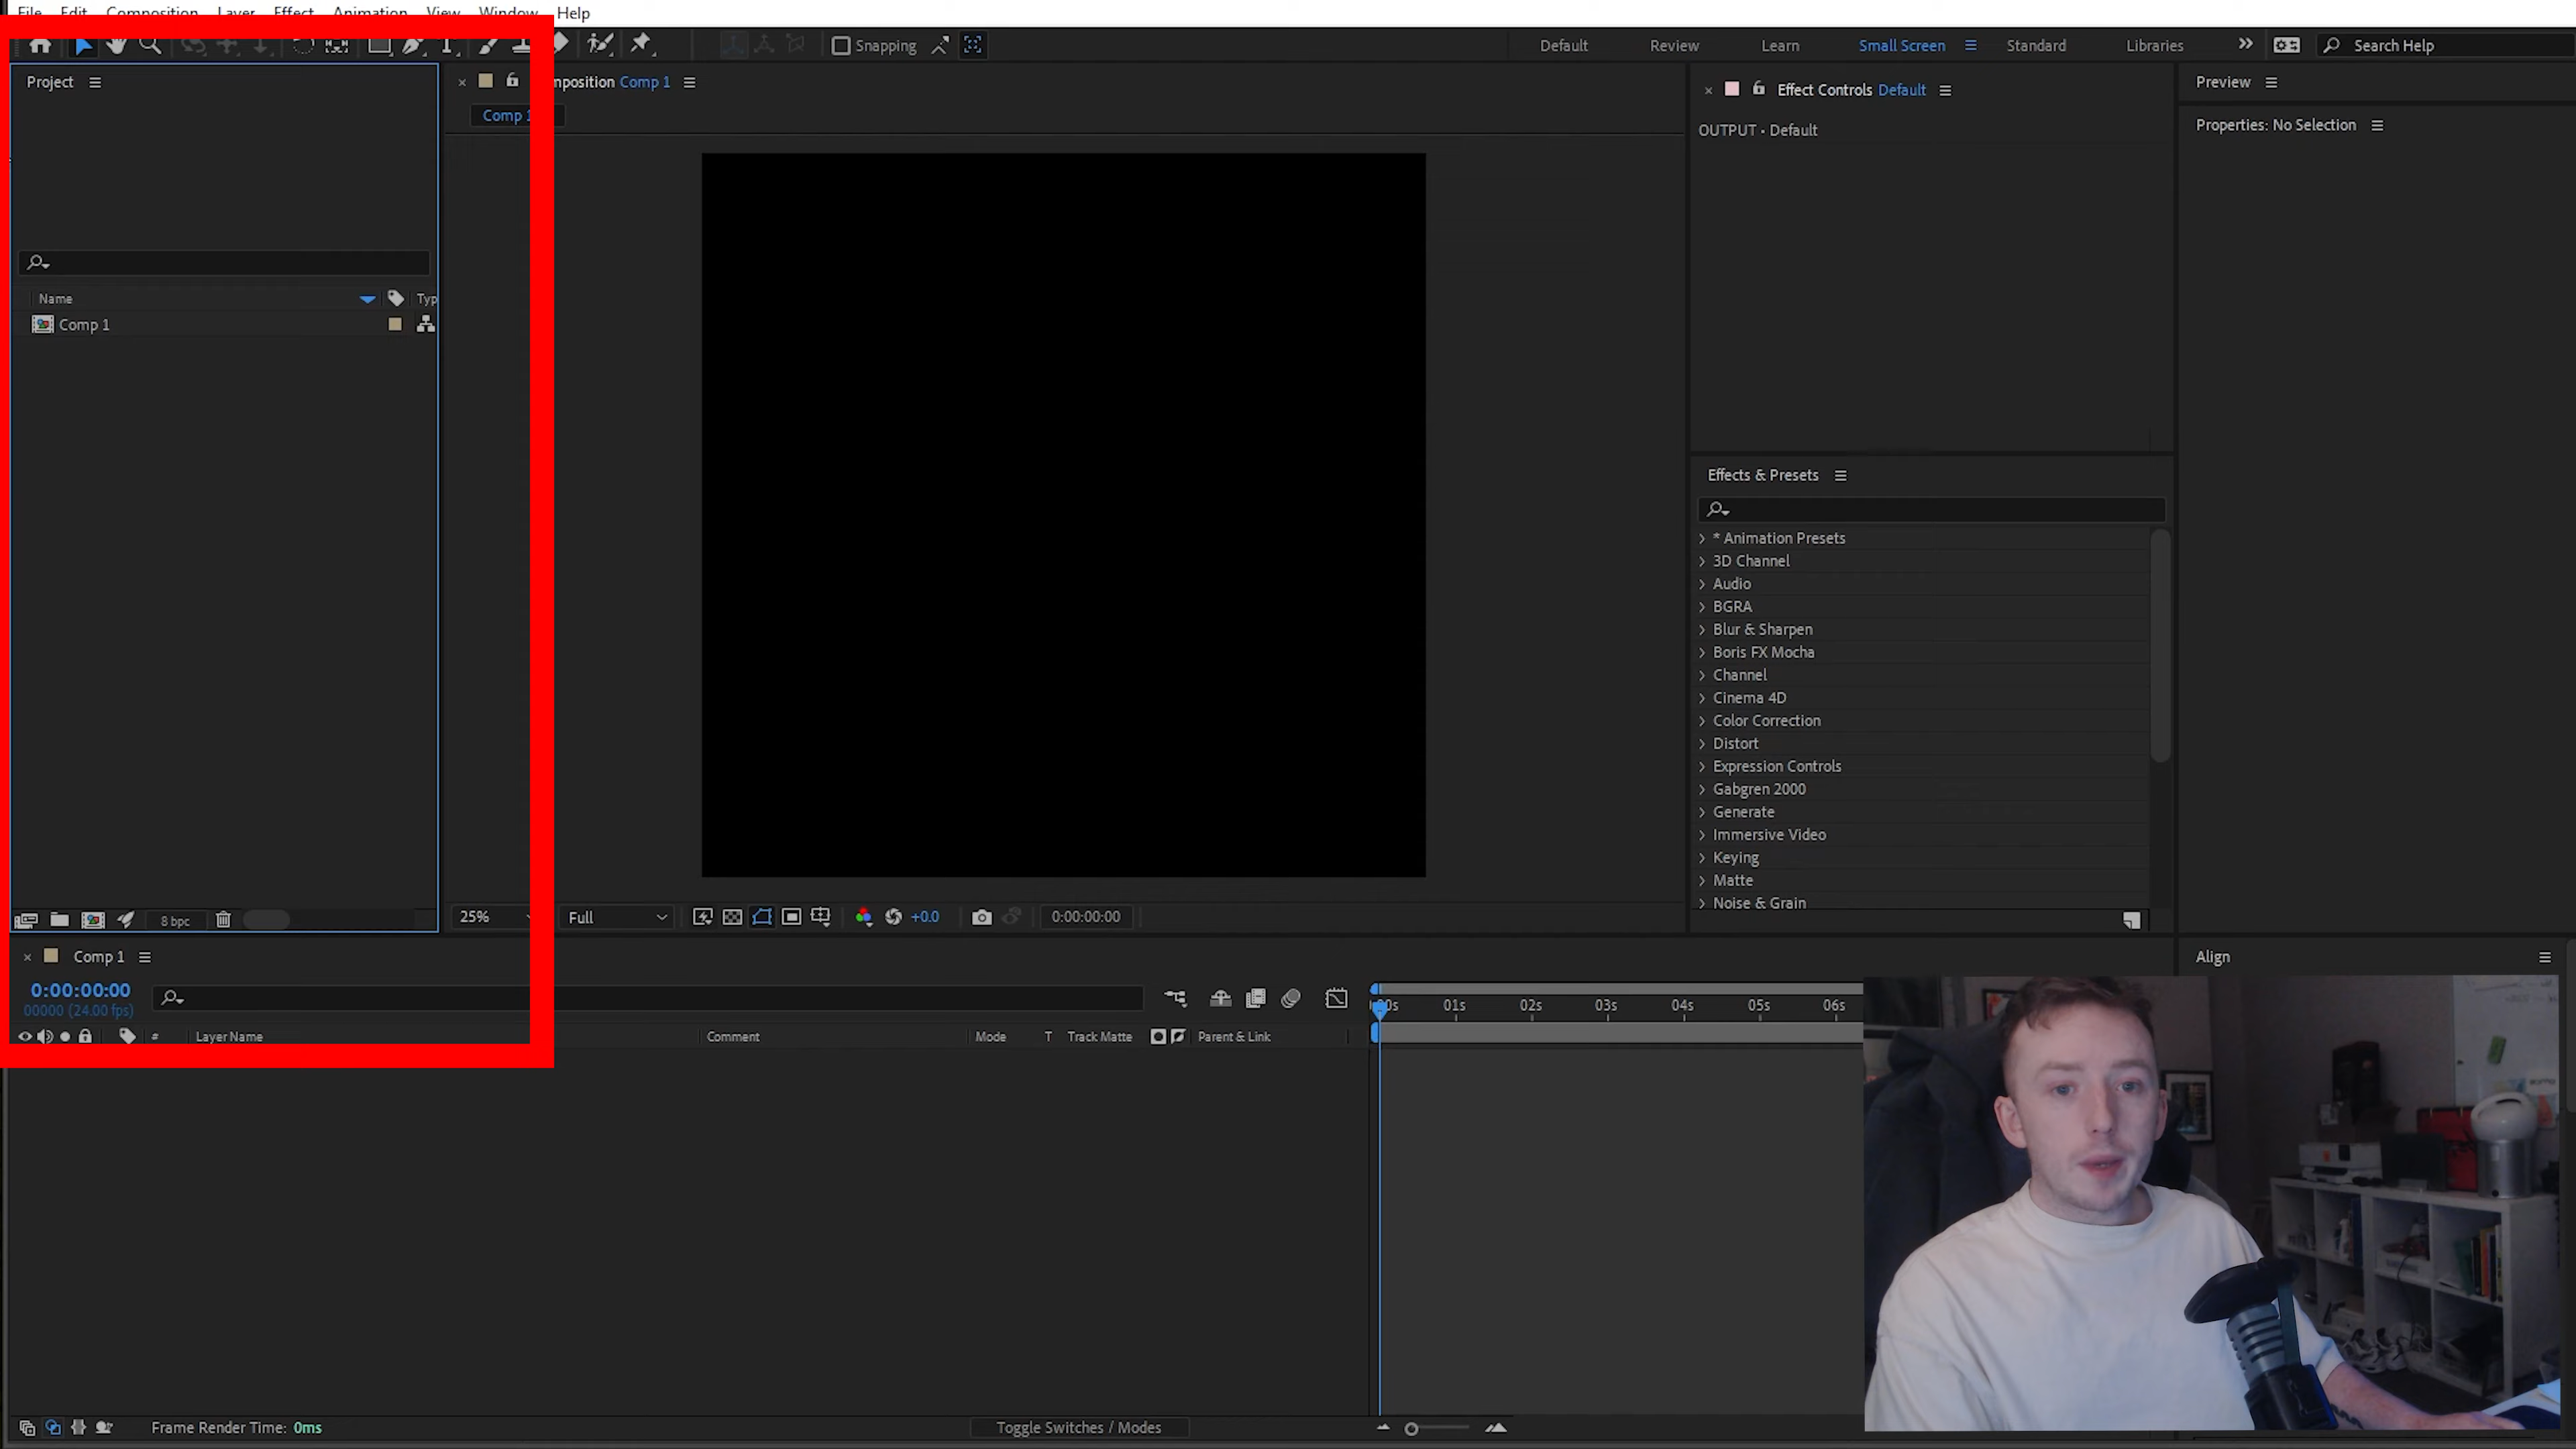 File Edit Composition Layer Effect Animation View Window Help
Snapping Default Review Learn Small Screen Standard Libraries Search Help
Project
Name Typ
Comp 1
8 bpc
mposition Comp 1
Comp 1
25% Full +0.0 0:00:00:00
Effect Controls Default
OUTPUT • Default
Effects & Presets
* Animation Presets
3D Channel
Audio
BGRA
Blur & Sharpen
Boris FX Mocha
Channel
Cinema 4D
Color Correction
Distort
Expression Controls
Gabgren 2000
Generate
Immersive Video
Keying
Matte
Noise & Grain
Preview
Properties: No Selection
Align
Comp 1
0:00:00:00
00000 (24.00 fps)
# Layer Name Comment Mode T Track Matte Parent & Link
00s 01s 02s 03s 04s 05s 06s
Frame Render Time: 0ms Toggle Switches / Modes